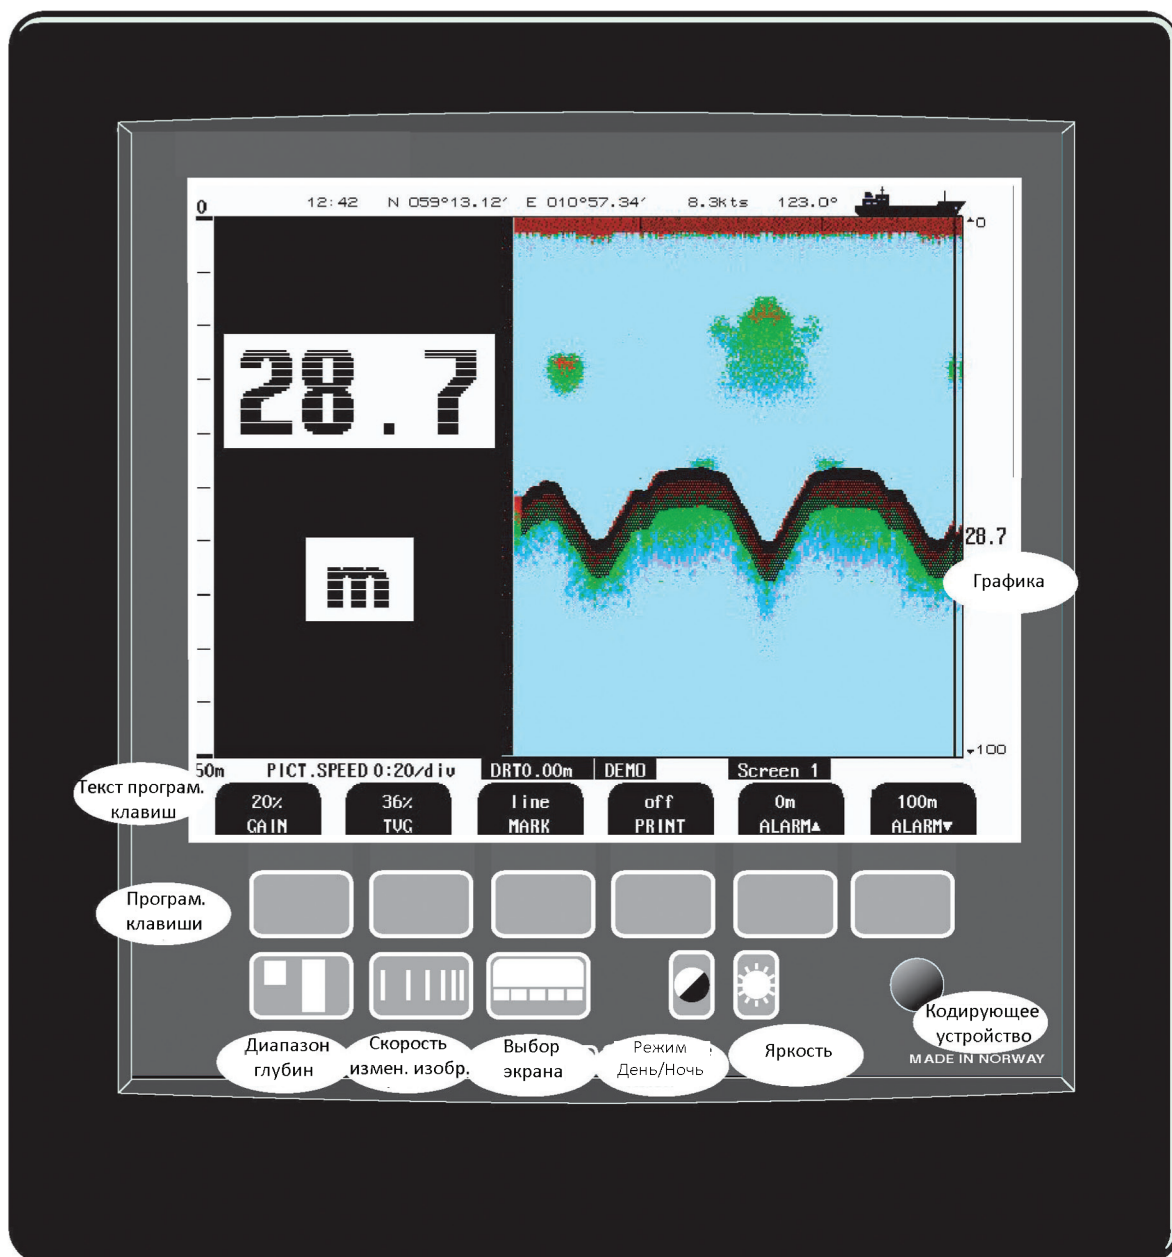 0
12:42 N 059°13.12′ E 010°57.34′ 8.3kts 123.0°
▲0
28.7
m
28.7
Графика
▼100
50m PICT.SPEED 0:20/div DRT0.00m DEMO Screen 1
Текст програм.
клавиш
20% 36% line off 0m 100m
GAIN TVG MARK PRINT ALARM▲ ALARM▼
Програм.
клавиши
Кодирующее
устройство
MADE IN NORWAY
Диапазон
глубин
Скорость
измен. изобр.
Выбор
экрана
Режим
День/Ночь
Яркость